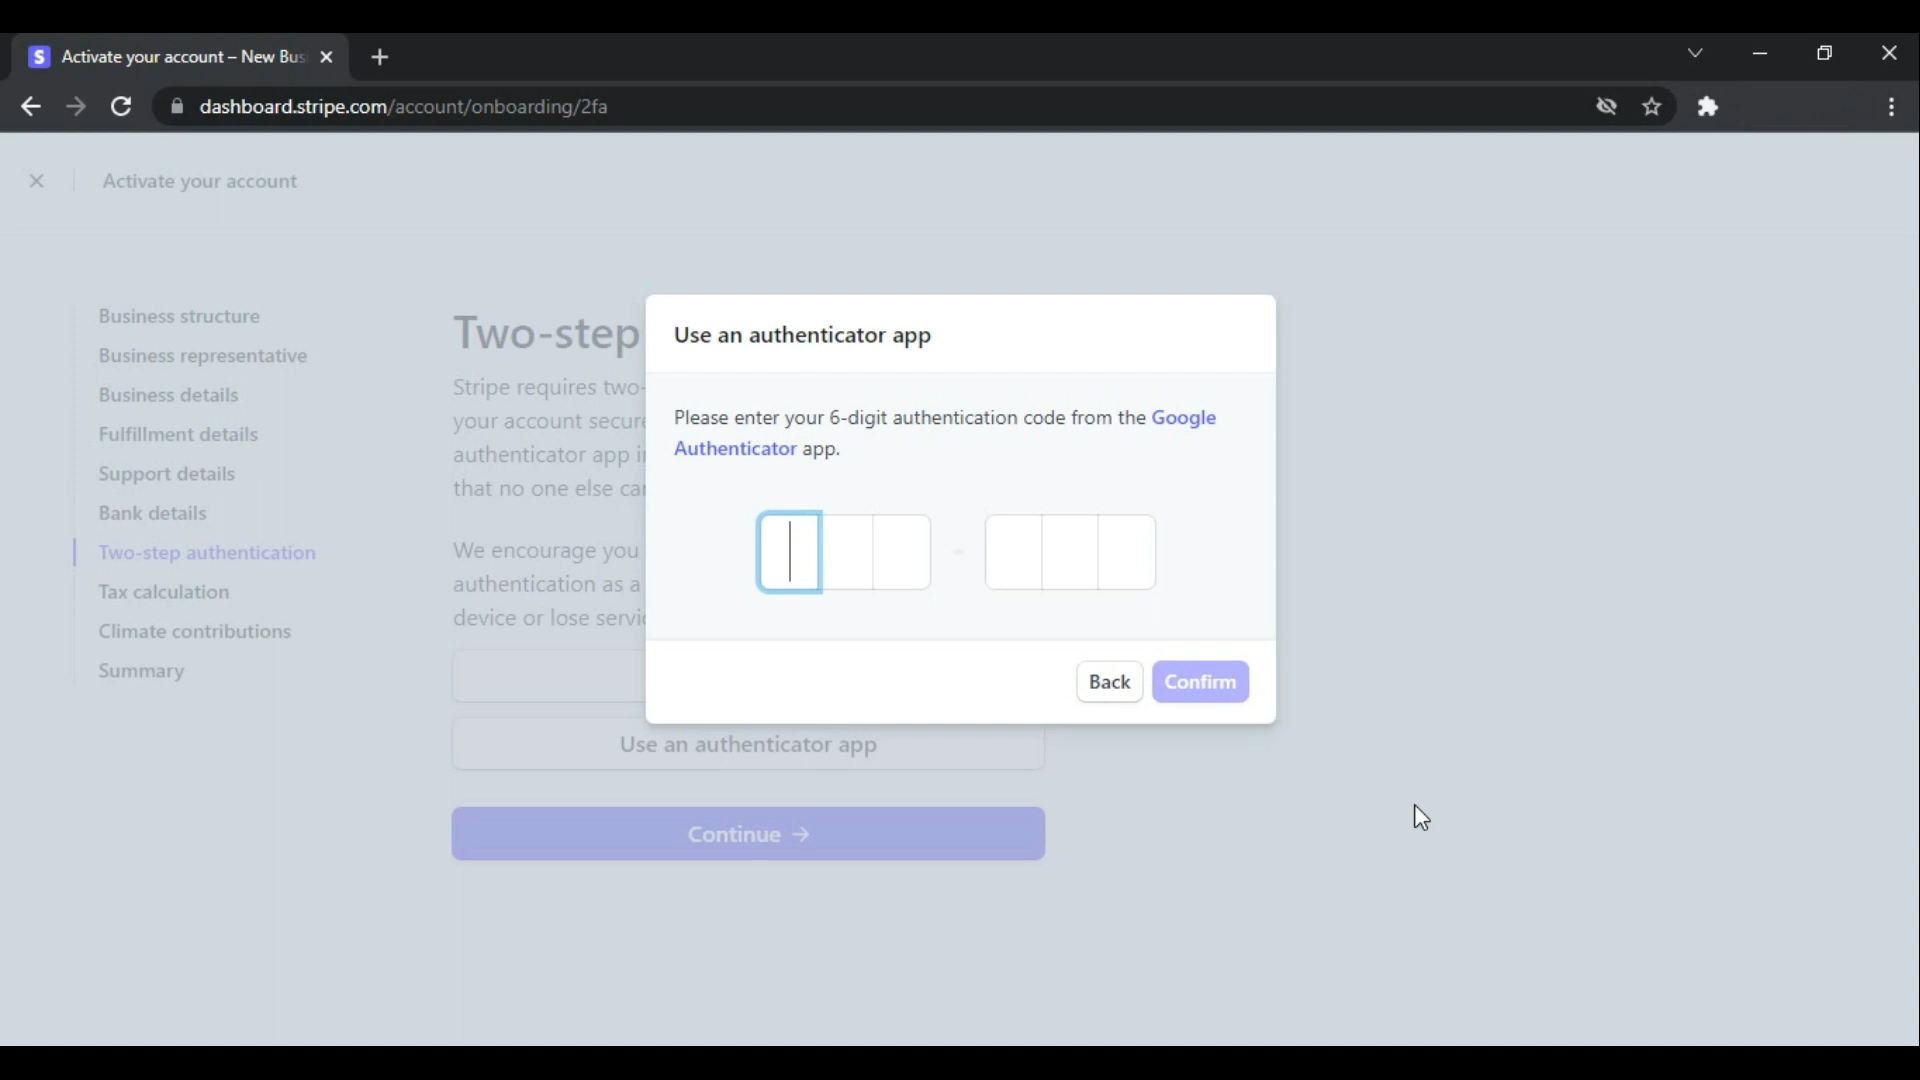 S Activate your account – New Bus
dashboard.stripe.com/account/onboarding/2fa
Activate your account
Business structure
Business representative
Business details
Fulfillment details
Support details
Bank details
Two-step authentication
Tax calculation
Climate contributions
Summary
Two-step
Stripe requires two-
your account secure
authenticator app
that no one else
We encourage you
authentication as a
device or lose
Use an authenticator app
Please enter your 6-digit authentication code from the Google
Authenticator app.
-
Back Confirm
Use an authenticator app
Continue →